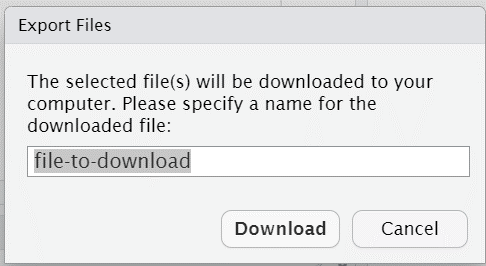 Export Files
The selected file(s) will be downloaded to your
computer. Please specify a name for the
downloaded file:
file-to-download
Download Cancel